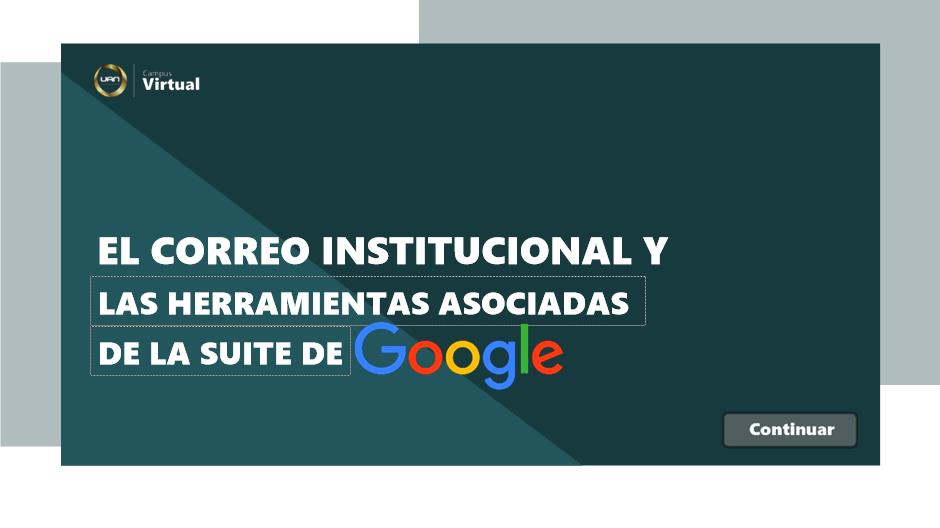 UAN
Campus
Virtual
EL CORREO INSTITUCIONAL Y
LAS HERRAMIENTAS ASOCIADAS
DE LA SUITE DE Google
Continuar